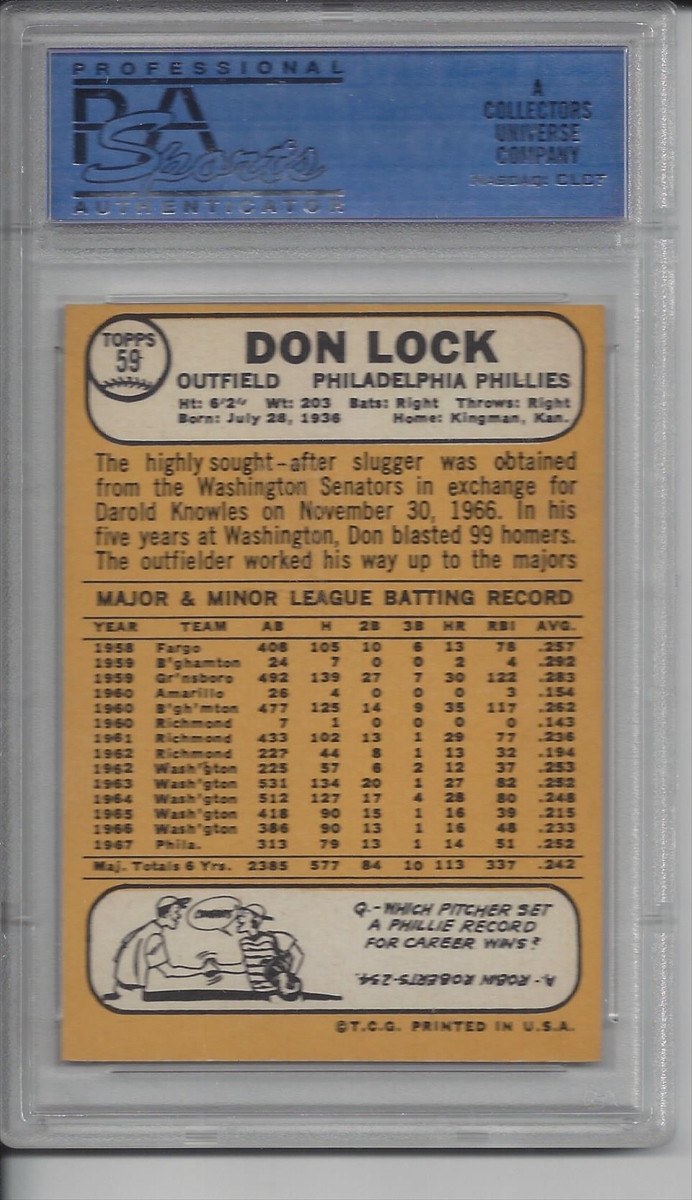 PROFESSIONAL
PSA
Sports
AUTHENTICATOR
A
COLLECTORS
UNIVERSE
COMPANY
NASDAQ: CLCT
TOPPS
59
DON LOCK
OUTFIELD PHILADELPHIA PHILLIES
Ht: 6'2" Wt: 203 Bats: Right Throws: Right
Born: July 28, 1936 Home: Kingman, Kan.
The highly sought-after slugger was obtained
from the Washington Senators in exchange for
Darold Knowles on November 30, 1966. In his
five years at Washington, Don blasted 99 homers.
The outfielder worked his way up to the majors
MAJOR & MINOR LEAGUE BATTING RECORD
YEAR TEAM AB H 2B 3B HR RBI AVG.
1958 Fargo 408 105 10 6 13 78 .257
1959 B'ghamton 24 7 0 0 2 4 .292
1959 Gr'nsboro 492 139 27 7 30 122 .283
1960 Amarillo 26 4 0 0 0 3 .154
1960 B'gh'mton 477 125 14 9 35 117 .262
1960 Richmond 7 1 0 0 0 0 .143
1961 Richmond 433 102 13 1 29 77 .236
1962 Richmond 227 44 8 1 13 32 .194
1962 Wash'gton 225 57 6 2 12 37 .253
1963 Wash'gton 531 134 20 1 27 82 .252
1964 Wash'gton 512 127 17 4 28 80 .248
1965 Wash'gton 418 90 15 1 16 39 .215
1966 Wash'gton 386 90 13 1 16 48 .233
1967 Phila. 313 79 13 1 14 51 .252
Maj. Totals 6 Yrs. 2385 577 84 10 113 337 .242
CONGRATS
Q.-WHICH PITCHER SET
A PHILLIE RECORD
FOR CAREER WINS?
A. ROBIN ROBERTS-234.
©T.C.G. PRINTED IN U.S.A.